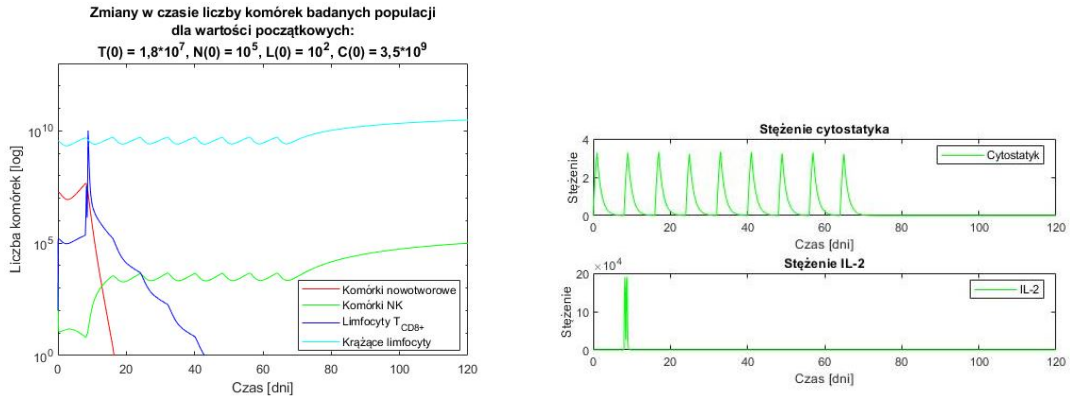 Zmiany w czasie liczby komórek badanych populacji
dla wartości początkowych:
T(0) = 1,8*10^7, N(0) = 10^5, L(0) = 10^2, C(0) = 3,5*10^9
10^10
10^5
10^0
Liczba komórek [log]
Komórki nowotworowe
Komórki NK
Limfocyty T_CD8+
Krążące limfocyty
0 20 40 60 80 100 120
Czas [dni]
Stężenie cytostatyka
4
2
0
Stężenie
Cytostatyk
0 20 40 60 80 100 120
Czas [dni]
Stężenie IL-2
×10^4
20
10
0
Stężenie
IL-2
0 20 40 60 80 100 120
Czas [dni]